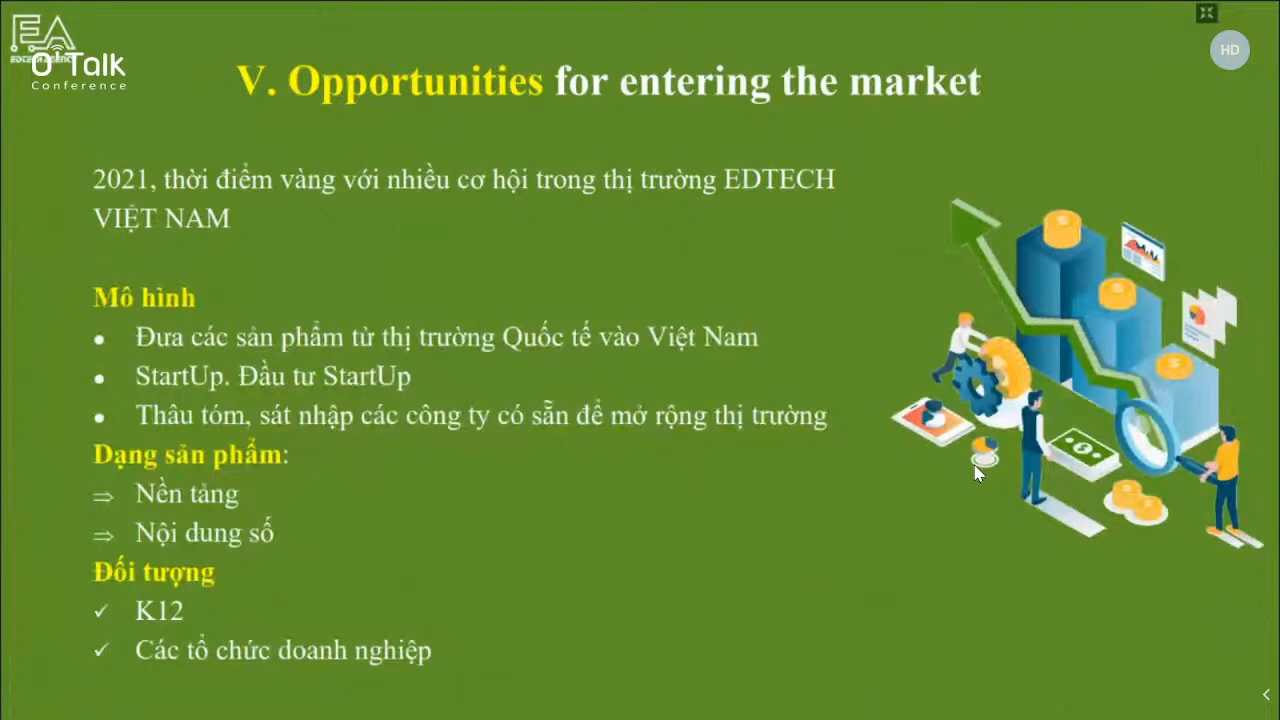 EA
EDTECH AGENCY
O'Talk
Conference
HD
V. Opportunities for entering the market
2021, thời điểm vàng với nhiều cơ hội trong thị trường EDTECH
VIỆT NAM
Mô hình
● Đưa các sản phẩm từ thị trường Quốc tế vào Việt Nam
● StartUp. Đầu tư StartUp
● Thâu tóm, sát nhập các công ty có sẵn để mở rộng thị trường
Dạng sản phẩm:
⇒ Nền tảng
⇒ Nội dung số
Đối tượng
✓ K12
✓ Các tổ chức doanh nghiệp